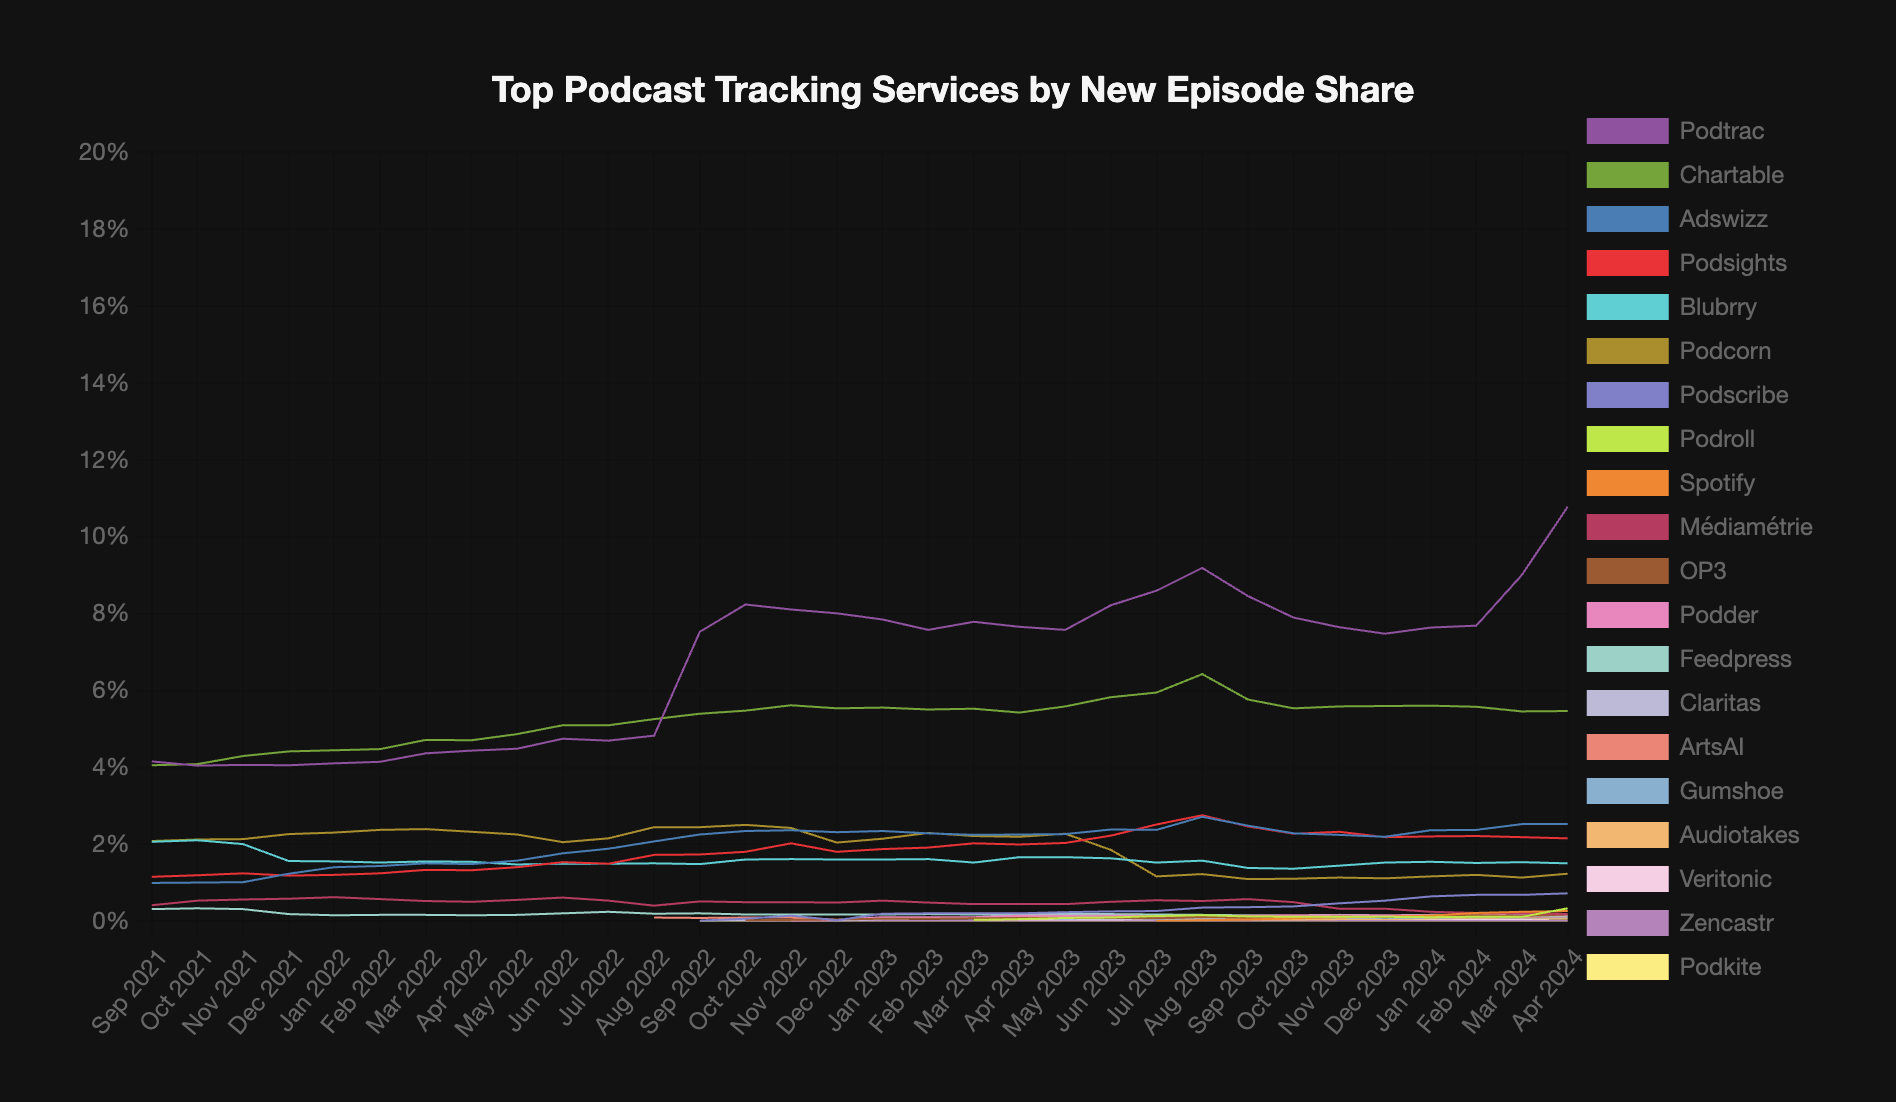 Top Podcast Tracking Services by New Episode Share
20%
18%
16%
14%
12%
10%
8%
6%
4%
2%
0%
Sep 2021
Oct 2021
Nov 2021
Dec 2021
Jan 2022
Feb 2022
Mar 2022
Apr 2022
May 2022
Jun 2022
Jul 2022
Aug 2022
Sep 2022
Oct 2022
Nov 2022
Dec 2022
Jan 2023
Feb 2023
Mar 2023
Apr 2023
May 2023
Jun 2023
Jul 2023
Aug 2023
Sep 2023
Oct 2023
Nov 2023
Dec 2023
Jan 2024
Feb 2024
Mar 2024
Apr 2024
Podtrac
Chartable
Adswizz
Podsights
Blubrry
Podcorn
Podscribe
Podroll
Spotify
Médiamétrie
OP3
Podder
Feedpress
Claritas
ArtsAI
Gumshoe
Audiotakes
Veritonic
Zencastr
Podkite